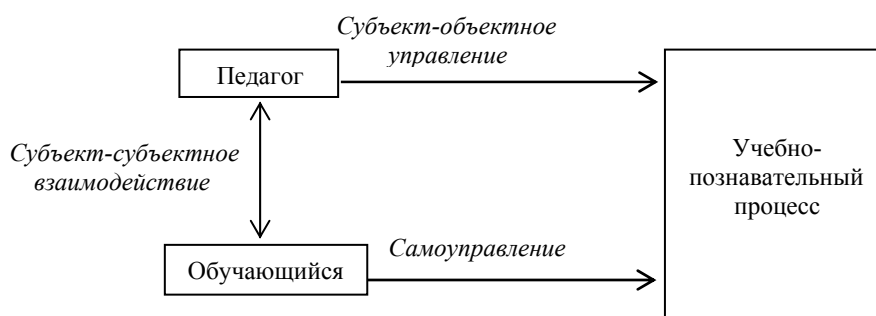 Субъект-объектное
управление
Педагог
Субъект-субъектное
взаимодействие
Учебно-
познавательный
процесс
Самоуправление
Обучающийся